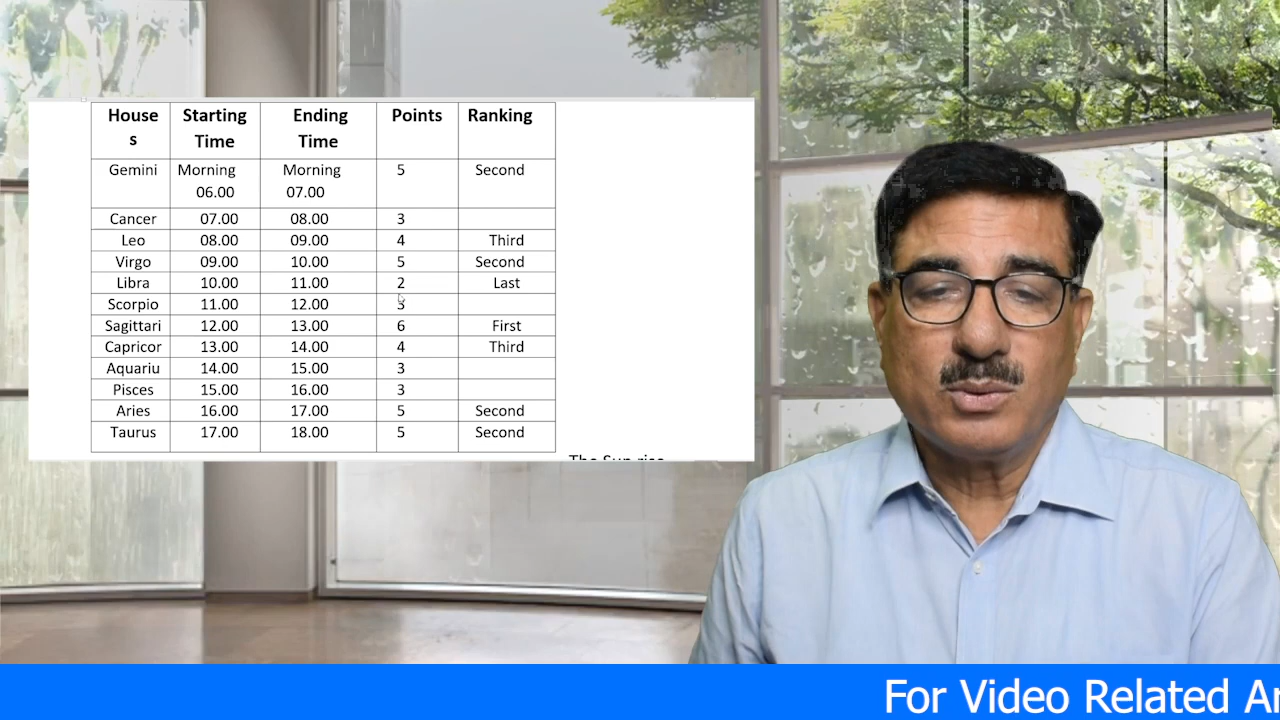 House Starting Ending Points Ranking
s Time Time
Gemini Morning Morning 5 Second
06.00 07.00
Cancer 07.00 08.00 3
Leo 08.00 09.00 4 Third
Virgo 09.00 10.00 5 Second
Libra 10.00 11.00 2 Last
Scorpio 11.00 12.00
Sagittari 12.00 13.00 6 First
Capricor 13.00 14.00 4 Third
Aquariu 14.00 15.00 3
Pisces 15.00 16.00 3
Aries 16.00 17.00 5 Second
Taurus 17.00 18.00 5 Second
The Sun rise
For Video Related Ar